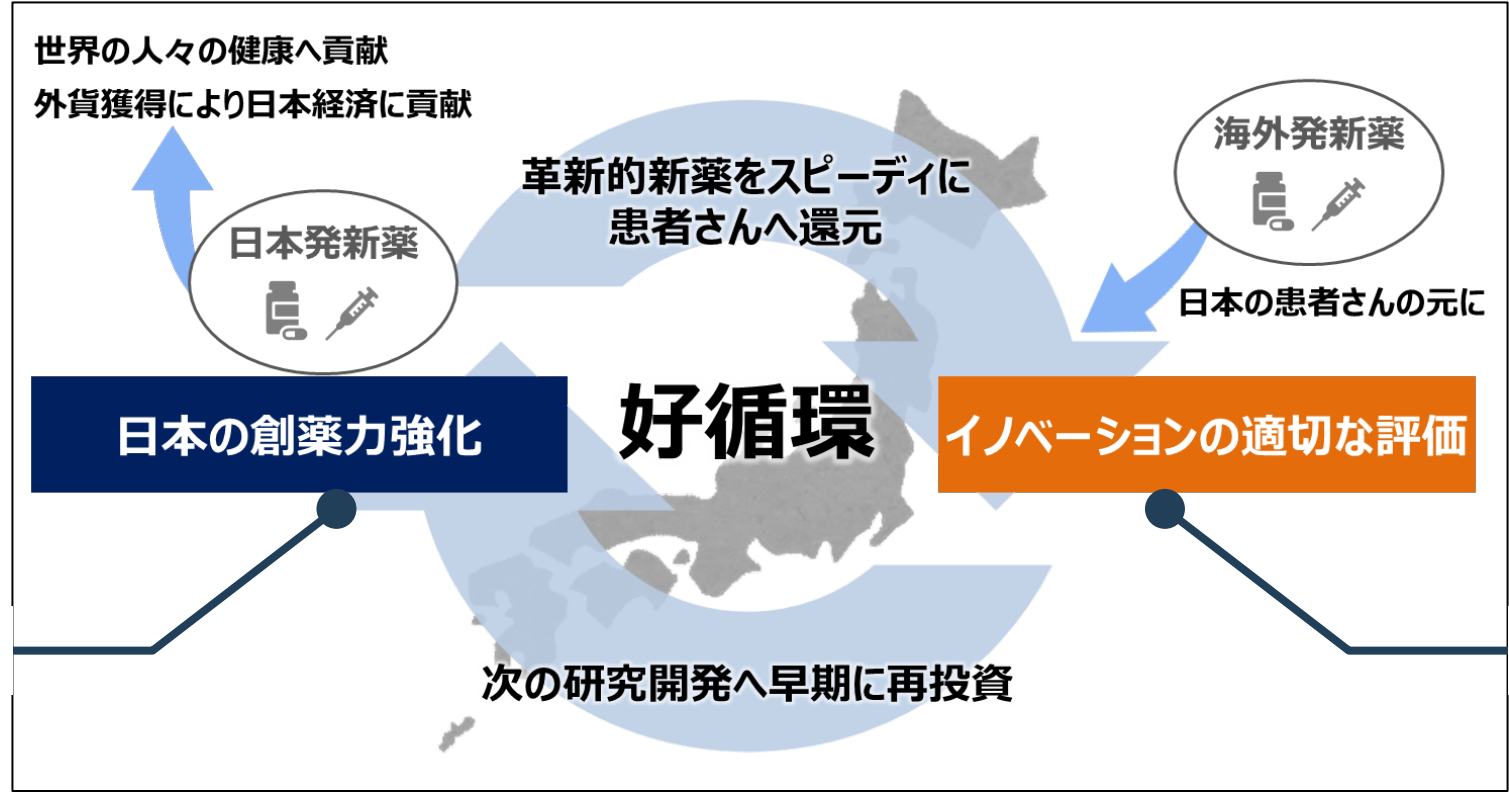 世界の人々の健康へ貢献
外貨獲得により日本経済に貢献
日本発新薬
革新的新薬をスピーディに
患者さんへ還元
海外発新薬
日本の患者さんの元に
日本の創薬力強化
好循環
イノベーションの適切な評価
次の研究開発へ早期に再投資